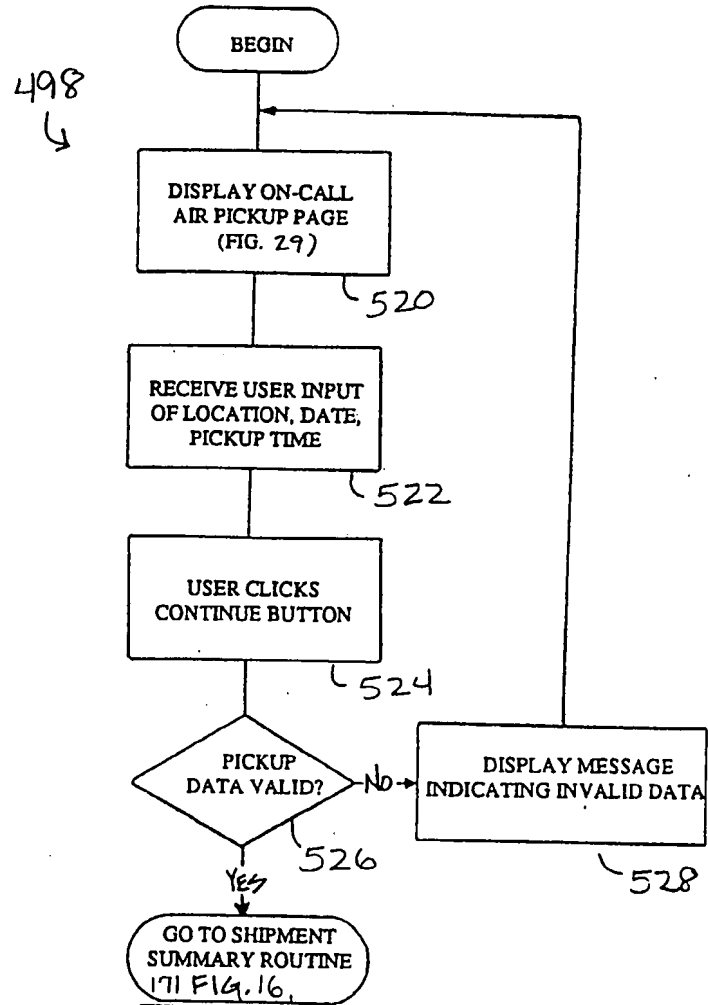 BEGIN
498
DISPLAY ON-CALL
AIR PICKUP PAGE
(FIG. 29)
520
RECEIVE USER INPUT
OF LOCATION, DATE,
PICKUP TIME
522
USER CLICKS
CONTINUE BUTTON
524
PICKUP
DATA VALID?
NO
DISPLAY MESSAGE
INDICATING INVALID DATA
526
528
YES
GO TO SHIPMENT
SUMMARY ROUTINE
171 FIG. 16